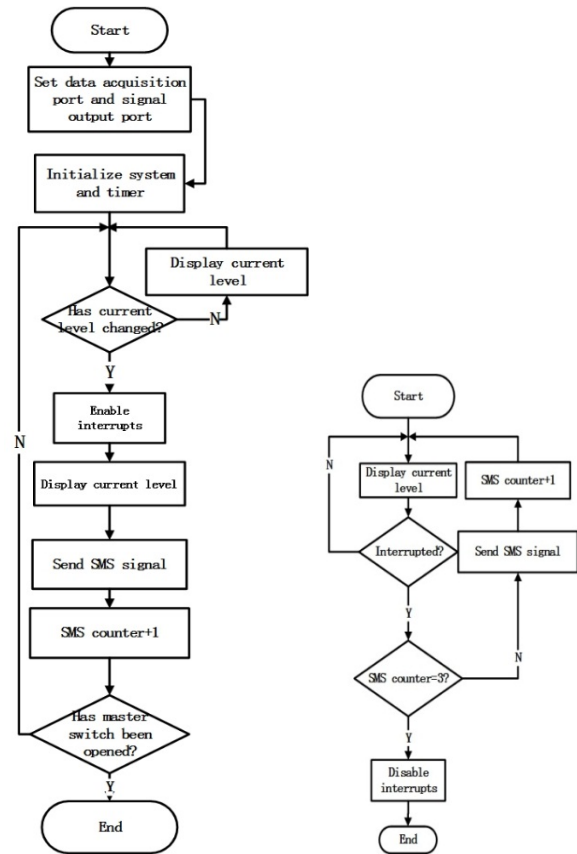 Start
Set data acquisition
port and signal
output port
Initialize system
and timer
Display current
level
Has current
level changed?
N
Y
Enable
interrupts
N
Display current level
Send SMS signal
SMS counter+1
Has master
switch been
opened?
Y
End
Start
N
Display current
level
SMS counter+1
Interrupted?
Send SMS signal
Y
N
SMS counter=3?
Y
Disable
interrupts
End